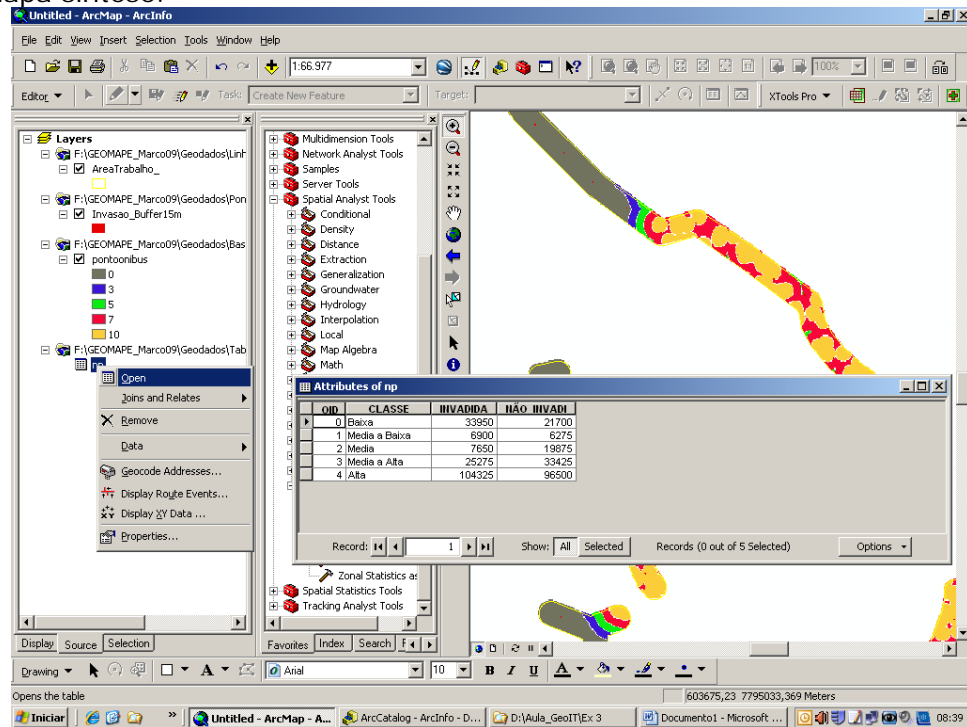 Untitled - ArcMap - ArcInfo
File Edit View Insert Selection Tools Window Help
1:66.977
100%
Editor Task: Create New Feature Target:
XTools Pro
Layers
F:\GEOMAPE_Marco09\Geodados\Linh
AreaTrabalho_
F:\GEOMAPE_Marco09\Geodados\Pon
Invasao_Buffer15m
F:\GEOMAPE_Marco09\Geodados\Bas
pontoonibus
0
3
5
7
10
F:\GEOMAPE_Marco09\Geodados\Tab
np
Open
Joins and Relates
Remove
Data
Geocode Addresses...
Display Route Events...
Display XY Data ...
Properties...
Multidimension Tools
Network Analyst Tools
Samples
Server Tools
Spatial Analyst Tools
Conditional
Density
Distance
Extraction
Generalization
Groundwater
Hydrology
Interpolation
Local
Map Algebra
Math
Attributes of np
OID CLASSE INVADIDA NÃO INVADI
0 Baixa 33950 21700
1 Media a Baixa 6900 6275
2 Media 7650 19875
3 Media a Alta 25275 33425
4 Alta 104325 96500
Record: 1 Show: All Selected Records (0 out of 5 Selected) Options
Zonal Statistics as
Spatial Statistics Tools
Tracking Analyst Tools
Display Source Selection
Favorites Index Search
Drawing A Arial 10 B I U A
Opens the table
603675,23 7795033,369 Meters
Iniciar » Untitled - ArcMap - A... ArcCatalog - ArcInfo - D... D:\Aula_GeoIT\Ex 3 Documento1 - Microsoft ... 08:39